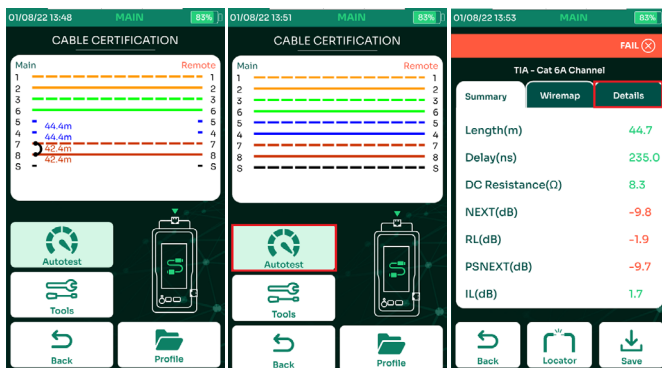 01/08/22 13:48 MAIN 83%
CABLE CERTIFICATION
Main Remote
1 1
2 2
3 3
6 6
5 5
44.4m
4 4
44.4m
7 7
42.4m
8 8
42.4m
S S
Autotest
Tools
Back Profile
01/08/22 13:51 MAIN 83%
CABLE CERTIFICATION
Main Remote
1 1
2 2
3 3
6 6
5 5
4 4
7 7
8 8
S S
Autotest
Tools
Back Profile
01/08/22 13:53 MAIN 83%
FAIL
TIA - Cat 6A Channel
Summary Wiremap Details
Length(m) 44.7
Delay(ns) 235.0
DC Resistance(Ω) 8.3
NEXT(dB) -9.8
RL(dB) -1.9
PSNEXT(dB) -9.7
IL(dB) 1.7
Back Locator Save